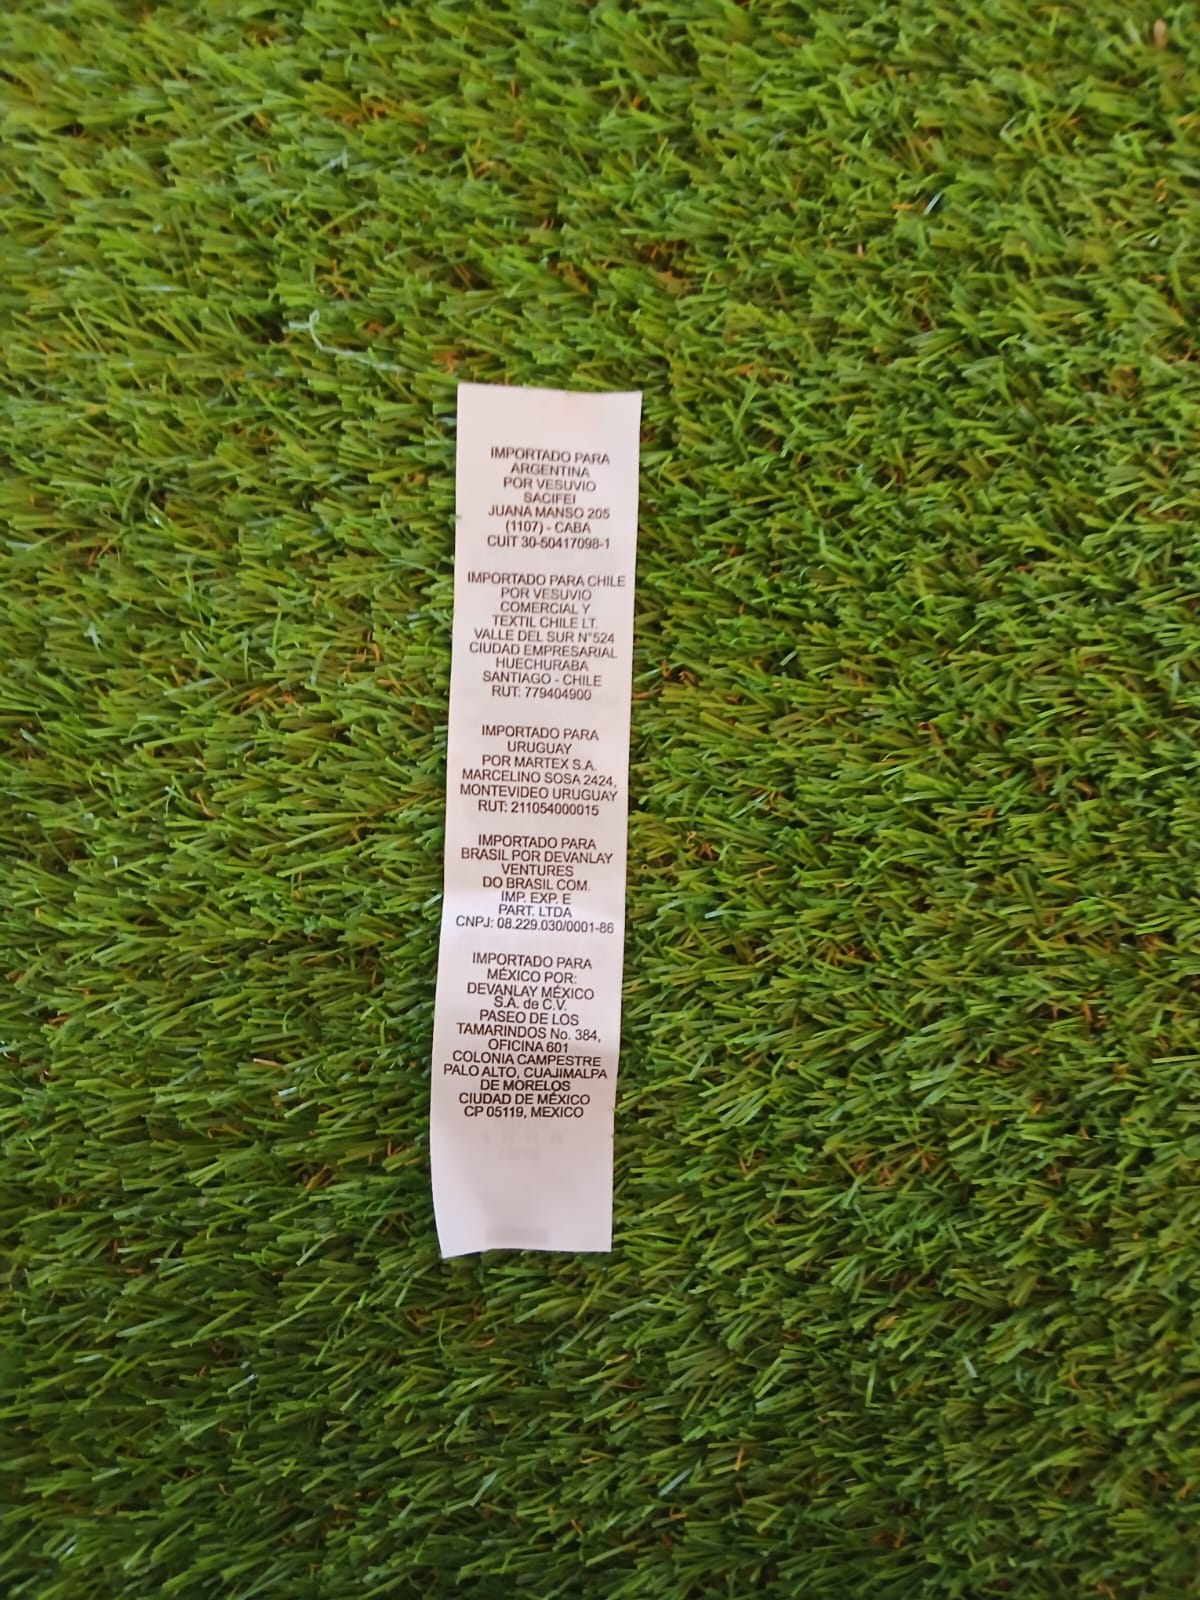 IMPORTADO PARA
ARGENTINA
POR VESUVIO
SACIFEI
JUANA MANSO 205
(1107) - CABA
CUIT 30-50417098-1
IMPORTADO PARA CHILE
POR VESUVIO
COMERCIAL Y
TEXTIL CHILE LT.
VALLE DEL SUR N°524
CIUDAD EMPRESARIAL
HUECHURABA
SANTIAGO - CHILE
RUT: 779404900
IMPORTADO PARA
URUGUAY
POR MARTEX S.A.
MARCELINO SOSA 2424,
MONTEVIDEO URUGUAY
RUT: 211054000015
IMPORTADO PARA
BRASIL POR DEVANLAY
VENTURES
DO BRASIL COM.
IMP. EXP. E
PART. LTDA
CNPJ: 08.229.030/0001-86
IMPORTADO PARA
MÉXICO POR:
DEVANLAY MÉXICO
S.A. de C.V.
PASEO DE LOS
TAMARINDOS No. 384,
OFICINA 601
COLONIA CAMPESTRE
PALO ALTO, CUAJIMALPA
DE MORELOS
CIUDAD DE MÉXICO
CP 05119, MEXICO